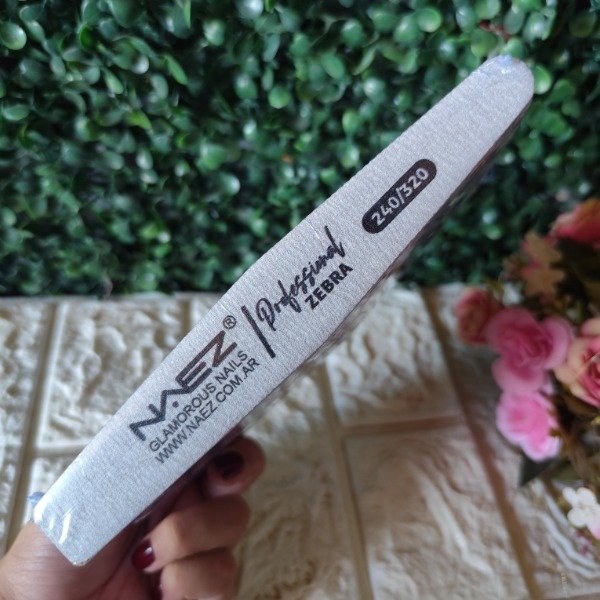 NAEZ®
GLAMOROUS NAILS
WWW.NAEZ.COM.AR
Professional
ZEBRA
240/320